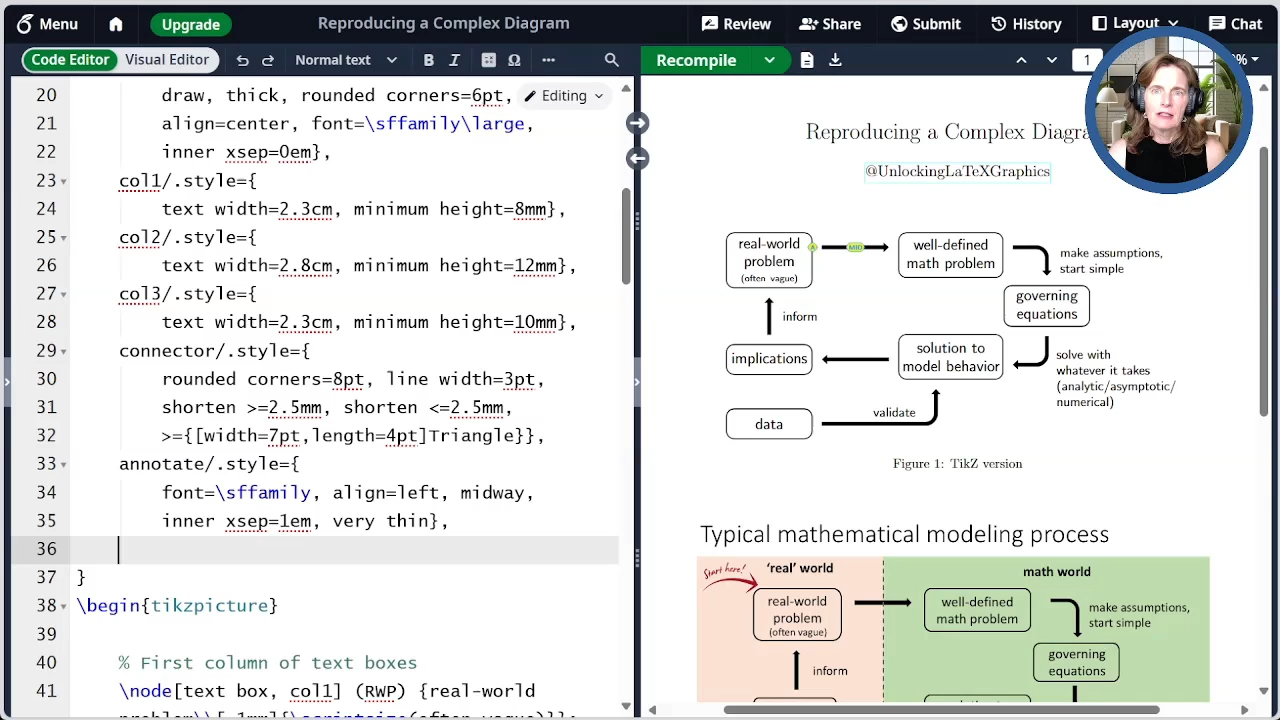 Menu
Upgrade
Reproducing a Complex Diagram
Review
Share
Submit
History
Layout
Chat
Code Editor
Visual Editor
Normal text
B
I
Ω
Recompile
1
%
Editing
20 draw, thick, rounded corners=6pt,
21 align=center, font=\sffamily\large,
22 inner xsep=0em},
23 col1/.style={
24 text width=2.3cm, minimum height=8mm},
25 col2/.style={
26 text width=2.8cm, minimum height=12mm},
27 col3/.style={
28 text width=2.3cm, minimum height=10mm},
29 connector/.style={
30 rounded corners=8pt, line width=3pt,
31 shorten >=2.5mm, shorten <=2.5mm,
32 >={[width=7pt,length=4pt]Triangle}},
33 annotate/.style={
34 font=\sffamily, align=left, midway,
35 inner xsep=1em, very thin},
36
37 }
38 \begin{tikzpicture}
39
40 % First column of text boxes
41 \node[text box, col1] (RWP) {real-world
Reproducing a Complex Diagra
@UnlockingLaTeXGraphics
real-world
problem
(often vague)
A
MID
well-defined
math problem
make assumptions,
start simple
governing
equations
inform
implications
solution to
model behavior
solve with
whatever it takes
(analytic/asymptotic/
numerical)
data
validate
Figure 1: TikZ version
Typical mathematical modeling process
Start here!
'real' world
math world
real-world
problem
(often vague)
well-defined
math problem
make assumptions,
start simple
governing
equations
inform